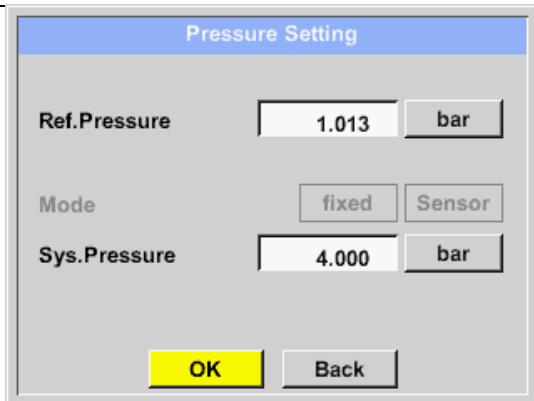 Pressure Setting
Ref.Pressure 1.013 bar
Mode fixed Sensor
Sys.Pressure 4.000 bar
OK Back